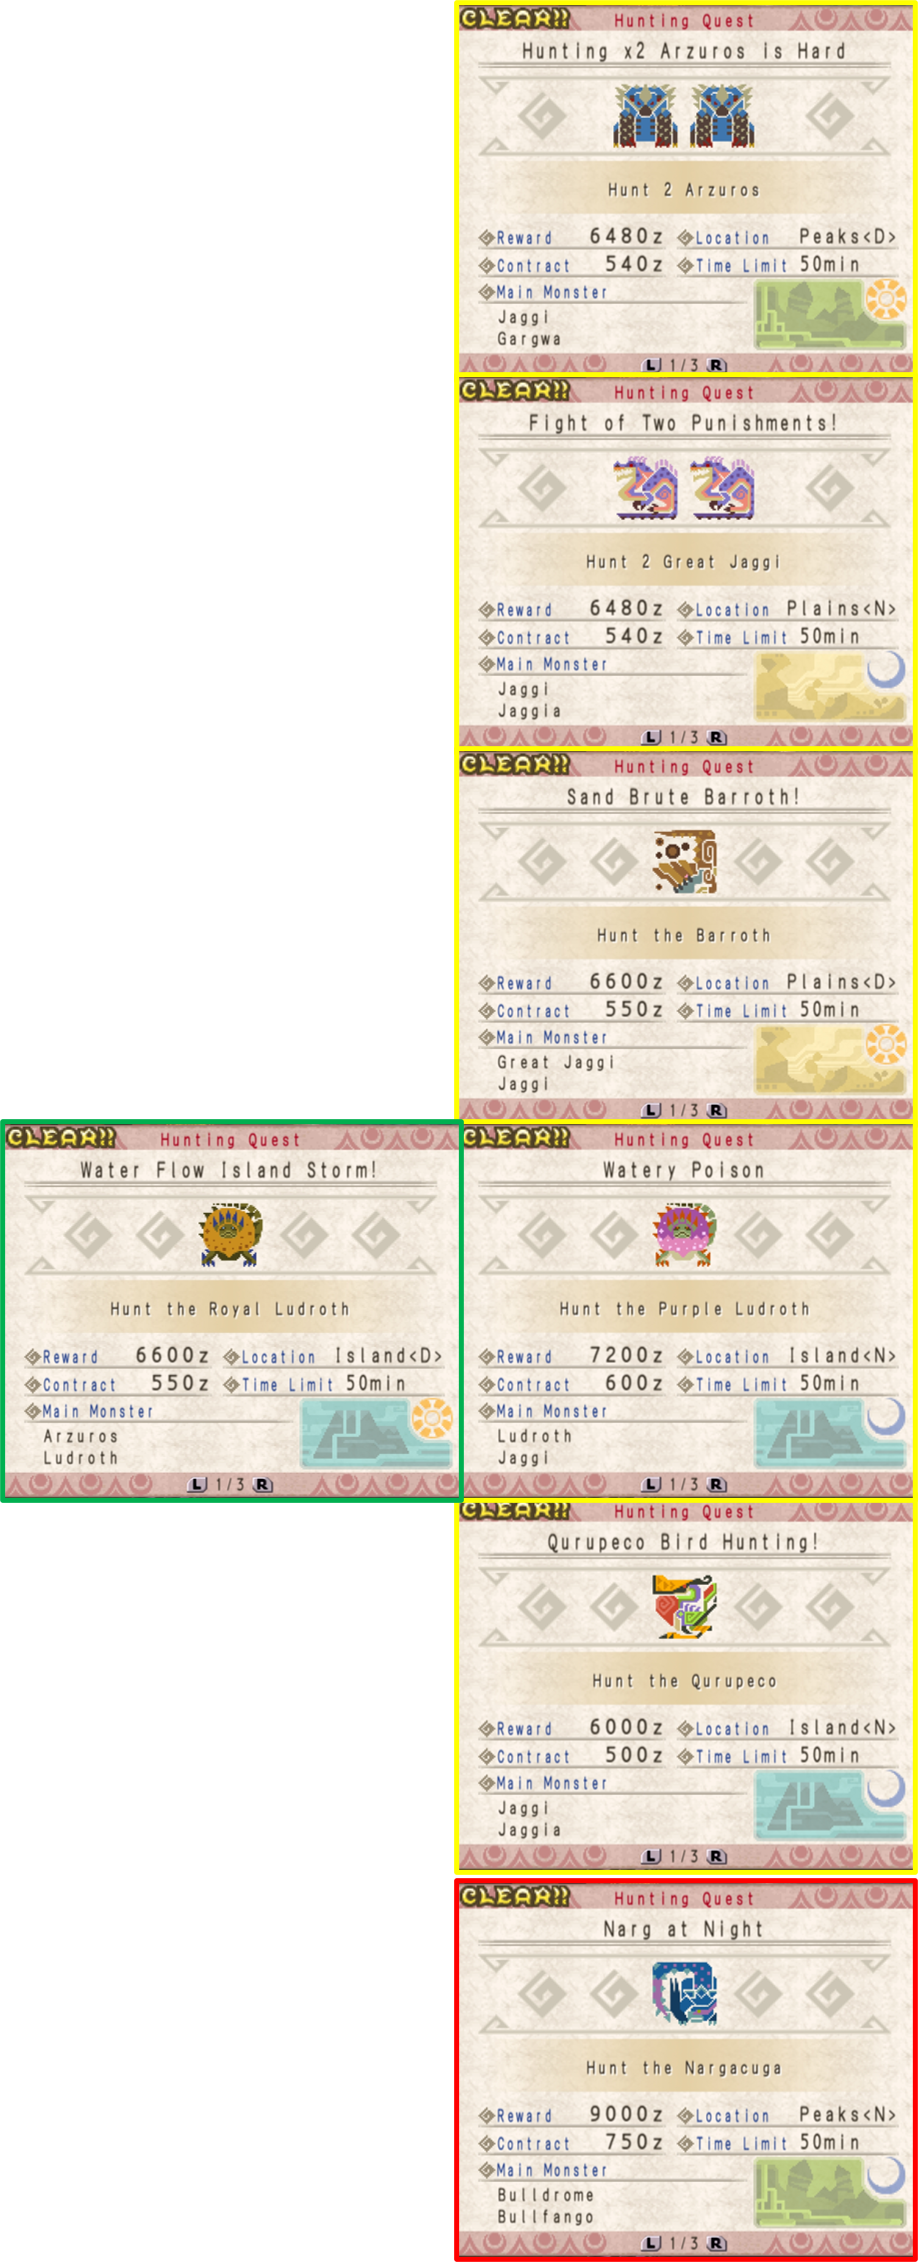 CLEAR!! Hunting Quest
Hunting x2 Arzuros is Hard
Hunt 2 Arzuros
Reward 6480z Location Peaks<D>
Contract 540z Time Limit 50min
Main Monster
Jaggi
Gargwa
L 1/3 R
CLEAR!! Hunting Quest
Fight of Two Punishments!
Hunt 2 Great Jaggi
Reward 6480z Location Plains<N>
Contract 540z Time Limit 50min
Main Monster
Jaggi
Jaggia
L 1/3 R
CLEAR!! Hunting Quest
Sand Brute Barroth!
Hunt the Barroth
Reward 6600z Location Plains<D>
Contract 550z Time Limit 50min
Main Monster
Great Jaggi
Jaggi
L 1/3 R
CLEAR!! Hunting Quest
Water Flow Island Storm!
Hunt the Royal Ludroth
Reward 6600z Location Island<D>
Contract 550z Time Limit 50min
Main Monster
Arzuros
Ludroth
L 1/3 R
CLEAR!! Hunting Quest
Watery Poison
Hunt the Purple Ludroth
Reward 7200z Location Island<N>
Contract 600z Time Limit 50min
Main Monster
Ludroth
Jaggi
L 1/3 R
CLEAR!! Hunting Quest
Qurupeco Bird Hunting!
Hunt the Qurupeco
Reward 6000z Location Island<N>
Contract 500z Time Limit 50min
Main Monster
Jaggi
Jaggia
L 1/3 R
CLEAR!! Hunting Quest
Narg at Night
Hunt the Nargacuga
Reward 9000z Location Peaks<N>
Contract 750z Time Limit 50min
Main Monster
Bulldrome
Bullfango
L 1/3 R